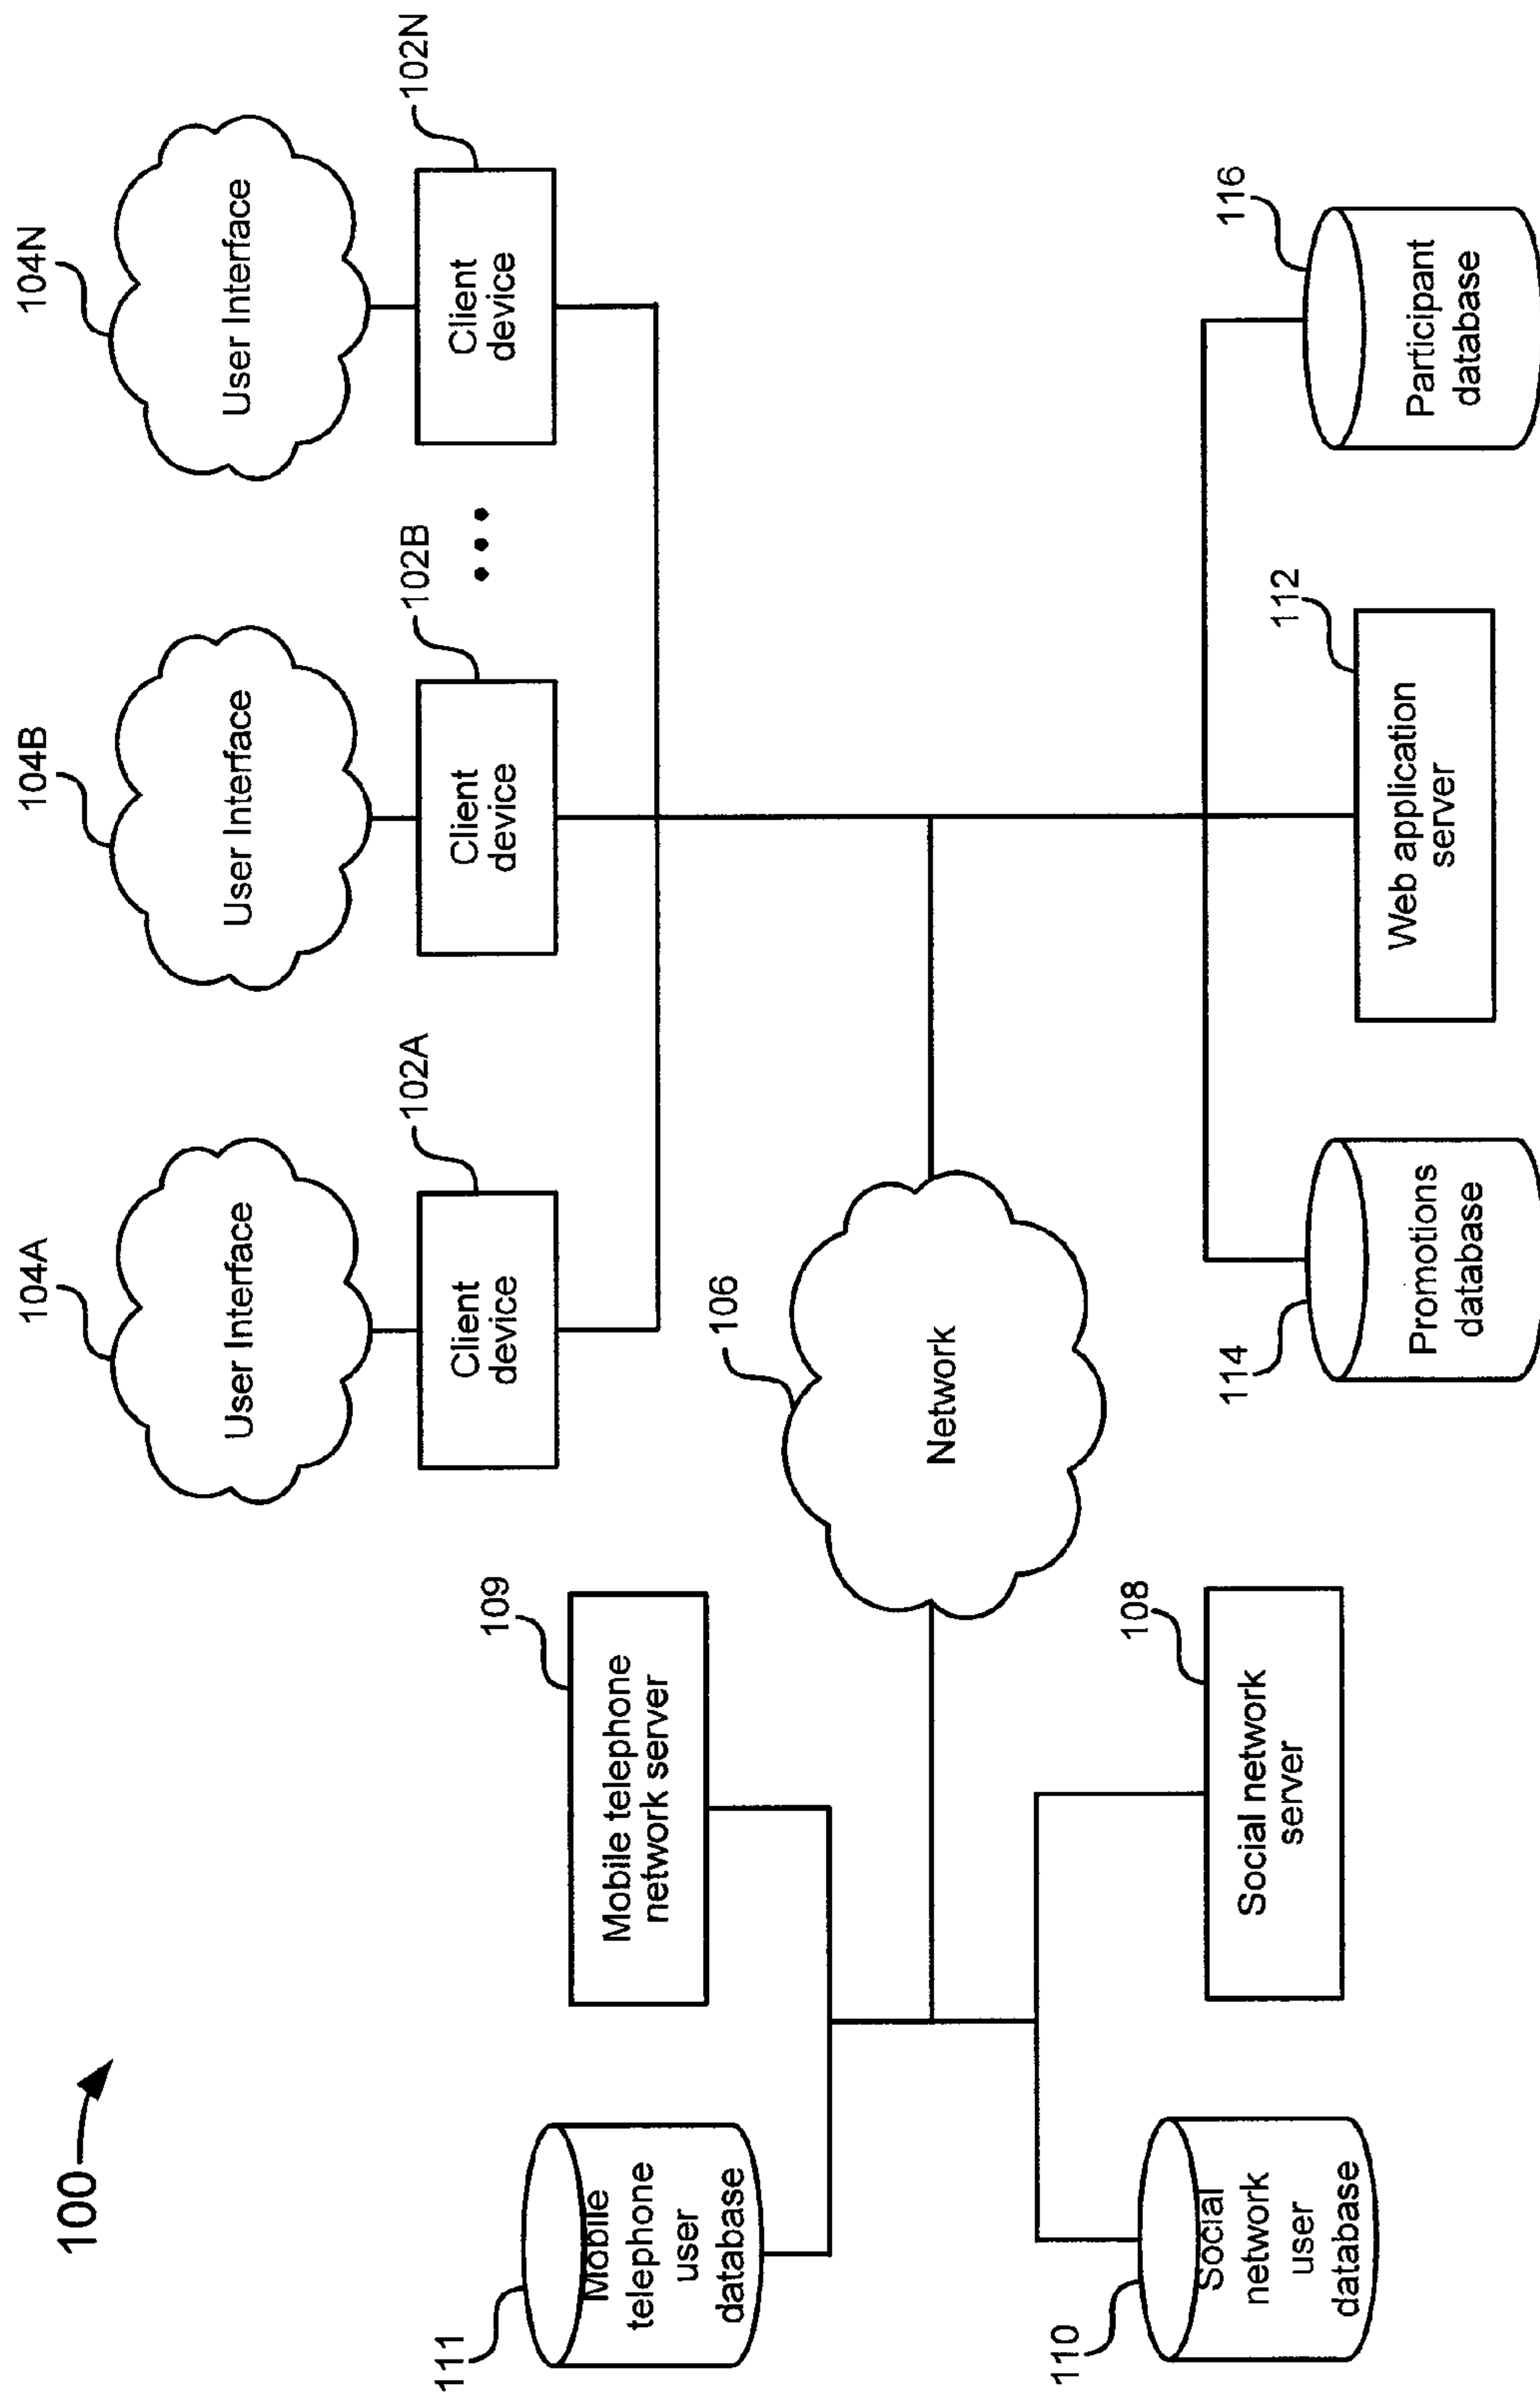 100
104A
104B
104N
User Interface
User Interface
User Interface
102A
102B
102N
Client
device
Client
device
Client
device
111
Mobile
telephone
user
database
109
Mobile telephone
network server
106
Network
110
Social
network
user
database
108
Social network
server
114
Promotions
database
112
Web application
server
116
Participant
database